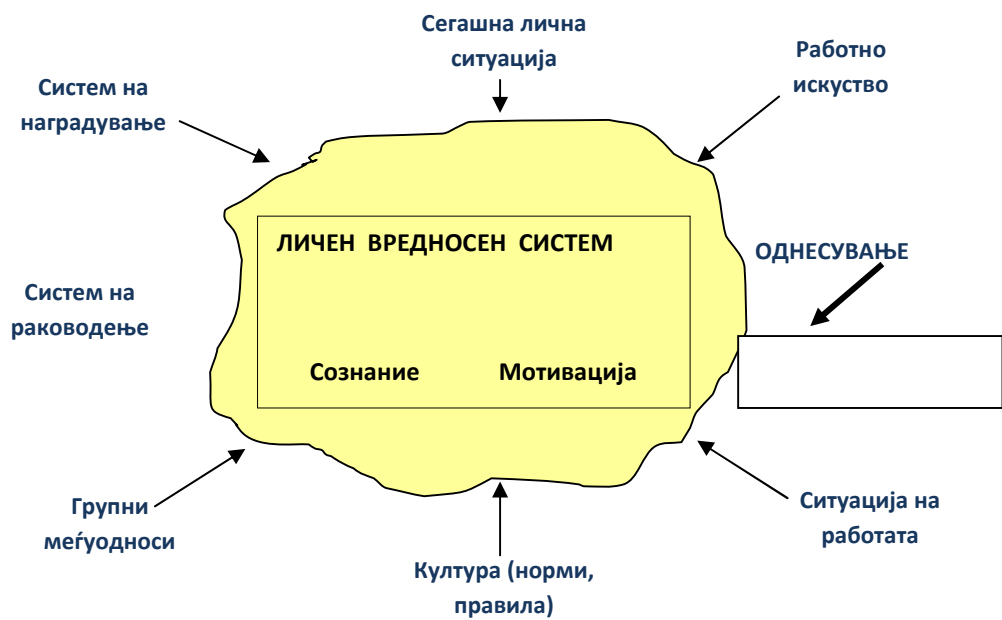 Сегашна лична
ситуација
Работно
искуство
Систем на
наградување
ЛИЧЕН ВРЕДНОСЕН СИСТЕМ
ОДНЕСУВАЊЕ
Систем на
раководење
Сознание
Мотивација
Групни
меѓуодноси
Ситуација на
работата
Култура (норми,
правила)